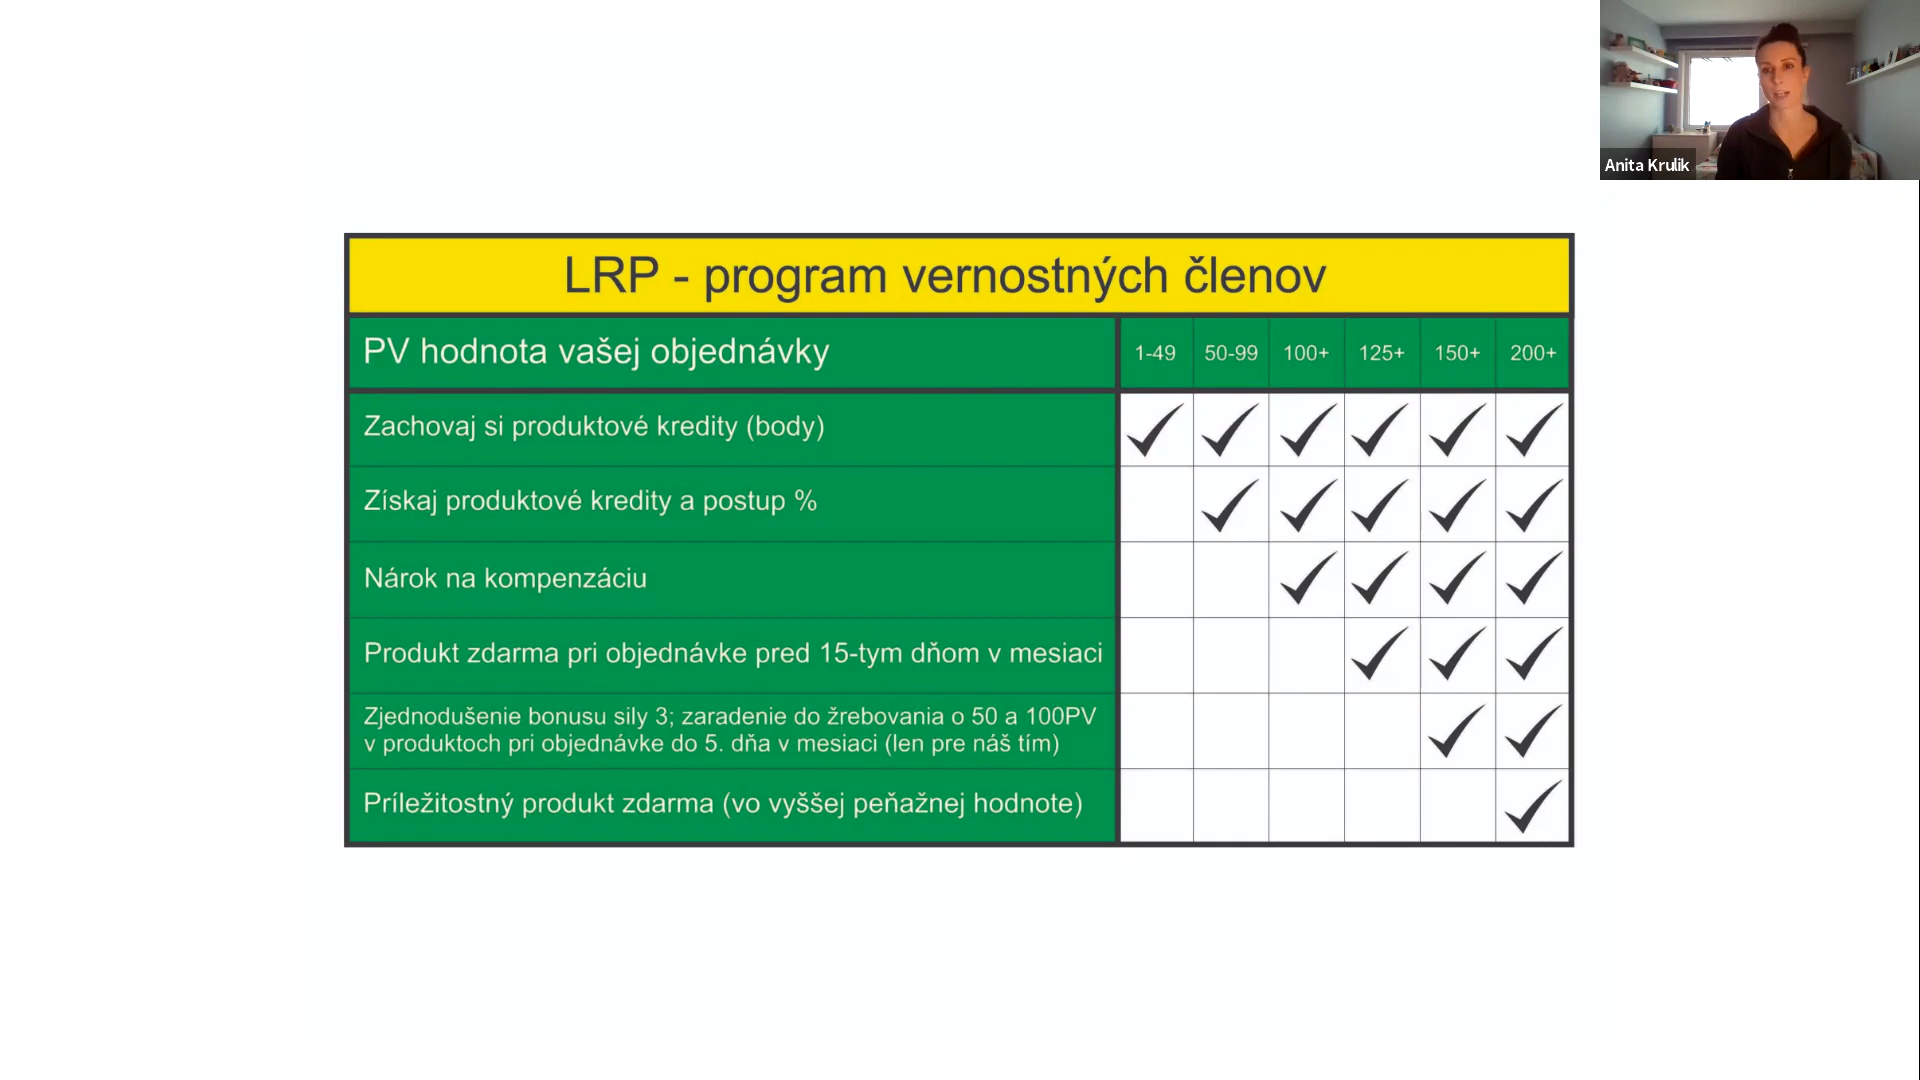 Anita Krulik
LRP - program vernostných členov
PV hodnota vašej objednávky 1-49 50-99 100+ 125+ 150+ 200+
Zachovaj si produktové kredity (body)
Získaj produktové kredity a postup %
Nárok na kompenzáciu
Produkt zdarma pri objednávke pred 15-tym dňom v mesiaci
Zjednodušenie bonusu sily 3; zaradenie do žrebovania o 50 a 100PV
v produktoch pri objednávke do 5. dňa v mesiaci (len pre náš tím)
Príležitostný produkt zdarma (vo vyššej peňažnej hodnote)